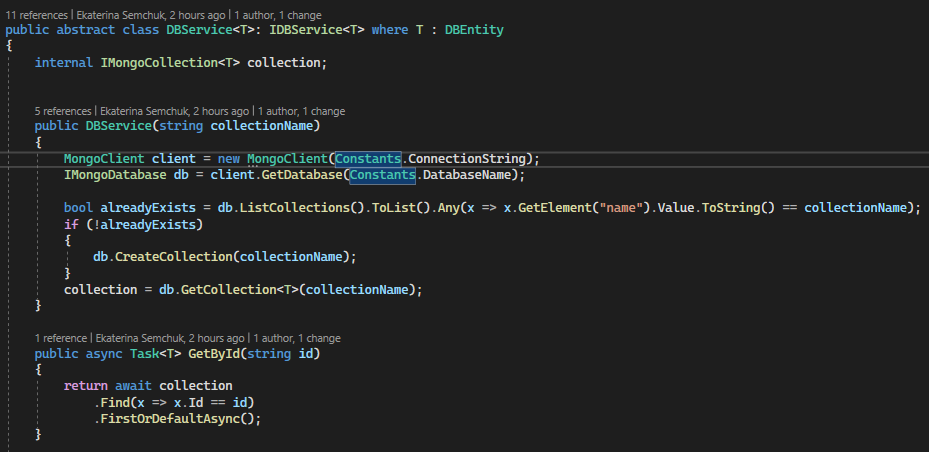 11 references | Ekaterina Semchuk, 2 hours ago | 1 author, 1 change
public abstract class DBService<T>: IDBService<T> where T : DBEntity
{
internal IMongoCollection<T> collection;
5 references | Ekaterina Semchuk, 2 hours ago | 1 author, 1 change
public DBService(string collectionName)
{
MongoClient client = new MongoClient(Constants.ConnectionString);
IMongoDatabase db = client.GetDatabase(Constants.DatabaseName);
bool alreadyExists = db.ListCollections().ToList().Any(x => x.GetElement("name").Value.ToString() == collectionName);
if (!alreadyExists)
{
db.CreateCollection(collectionName);
}
collection = db.GetCollection<T>(collectionName);
}
1 reference | Ekaterina Semchuk, 2 hours ago | 1 author, 1 change
public async Task<T> GetById(string id)
{
return await collection
.Find(x => x.Id == id)
.FirstOrDefaultAsync();
}